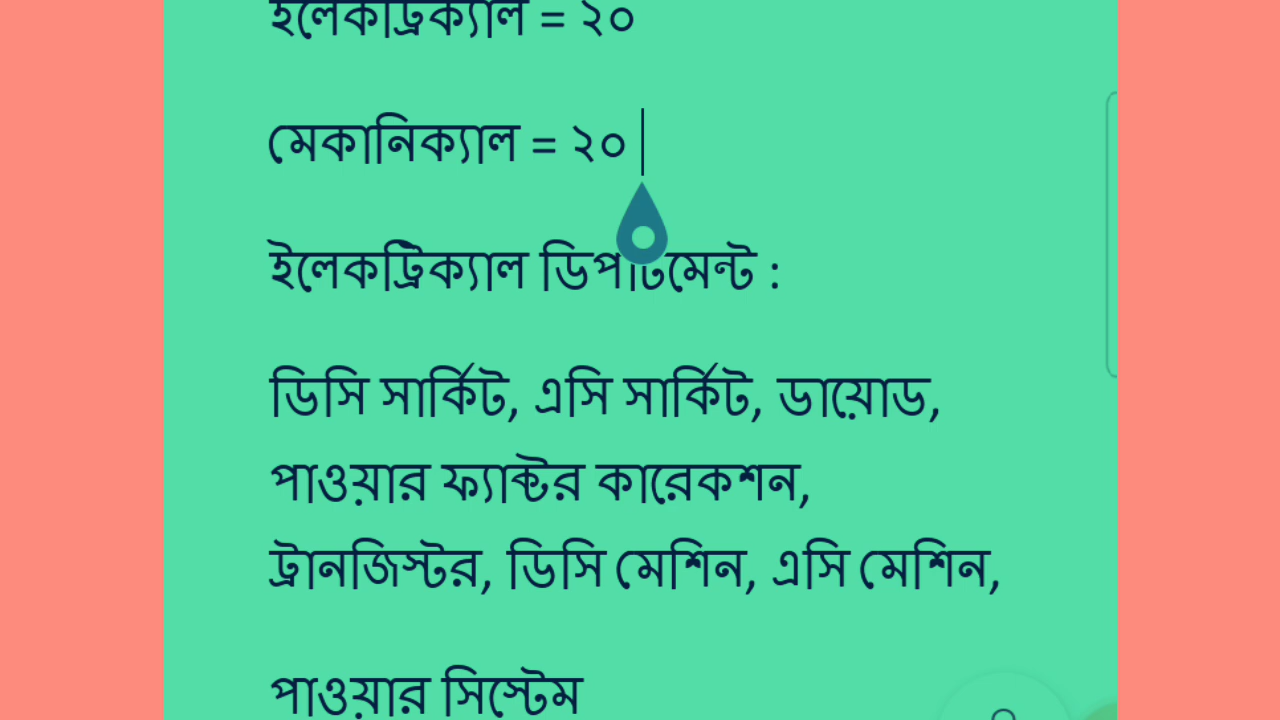 ইলেকট্রিক্যাল = ২০
মেকানিক্যাল = ২০
ইলেকট্রিক্যাল ডিপার্টমেন্ট :
ডিসি সার্কিট, এসি সার্কিট, ডায়োড,
পাওয়ার ফ্যাক্টর কারেকশন,
ট্রানজিস্টর, ডিসি মেশিন, এসি মেশিন,
পাওয়ার সিস্টেম